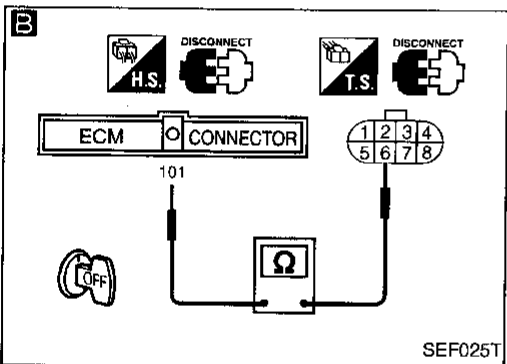 B
DISCONNECT
H.S.
DISCONNECT
T.S.
ECM CONNECTOR
101
1 2 3 4
5 6 7 8
OFF
Ω
SEF025T